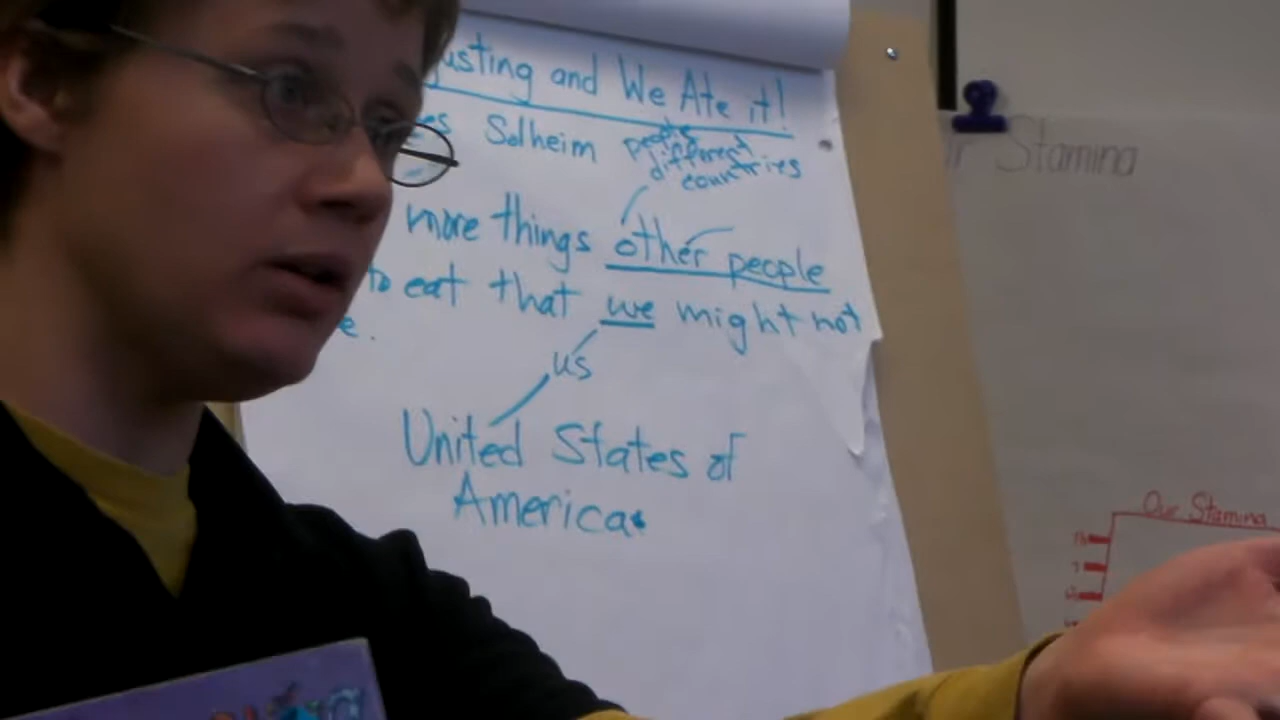 usting and We Ate it!
es Solheim
people
different
countries
more things other people
to eat that we might not
e.
us
United States of
America.
ur Stamina
Our Stamina